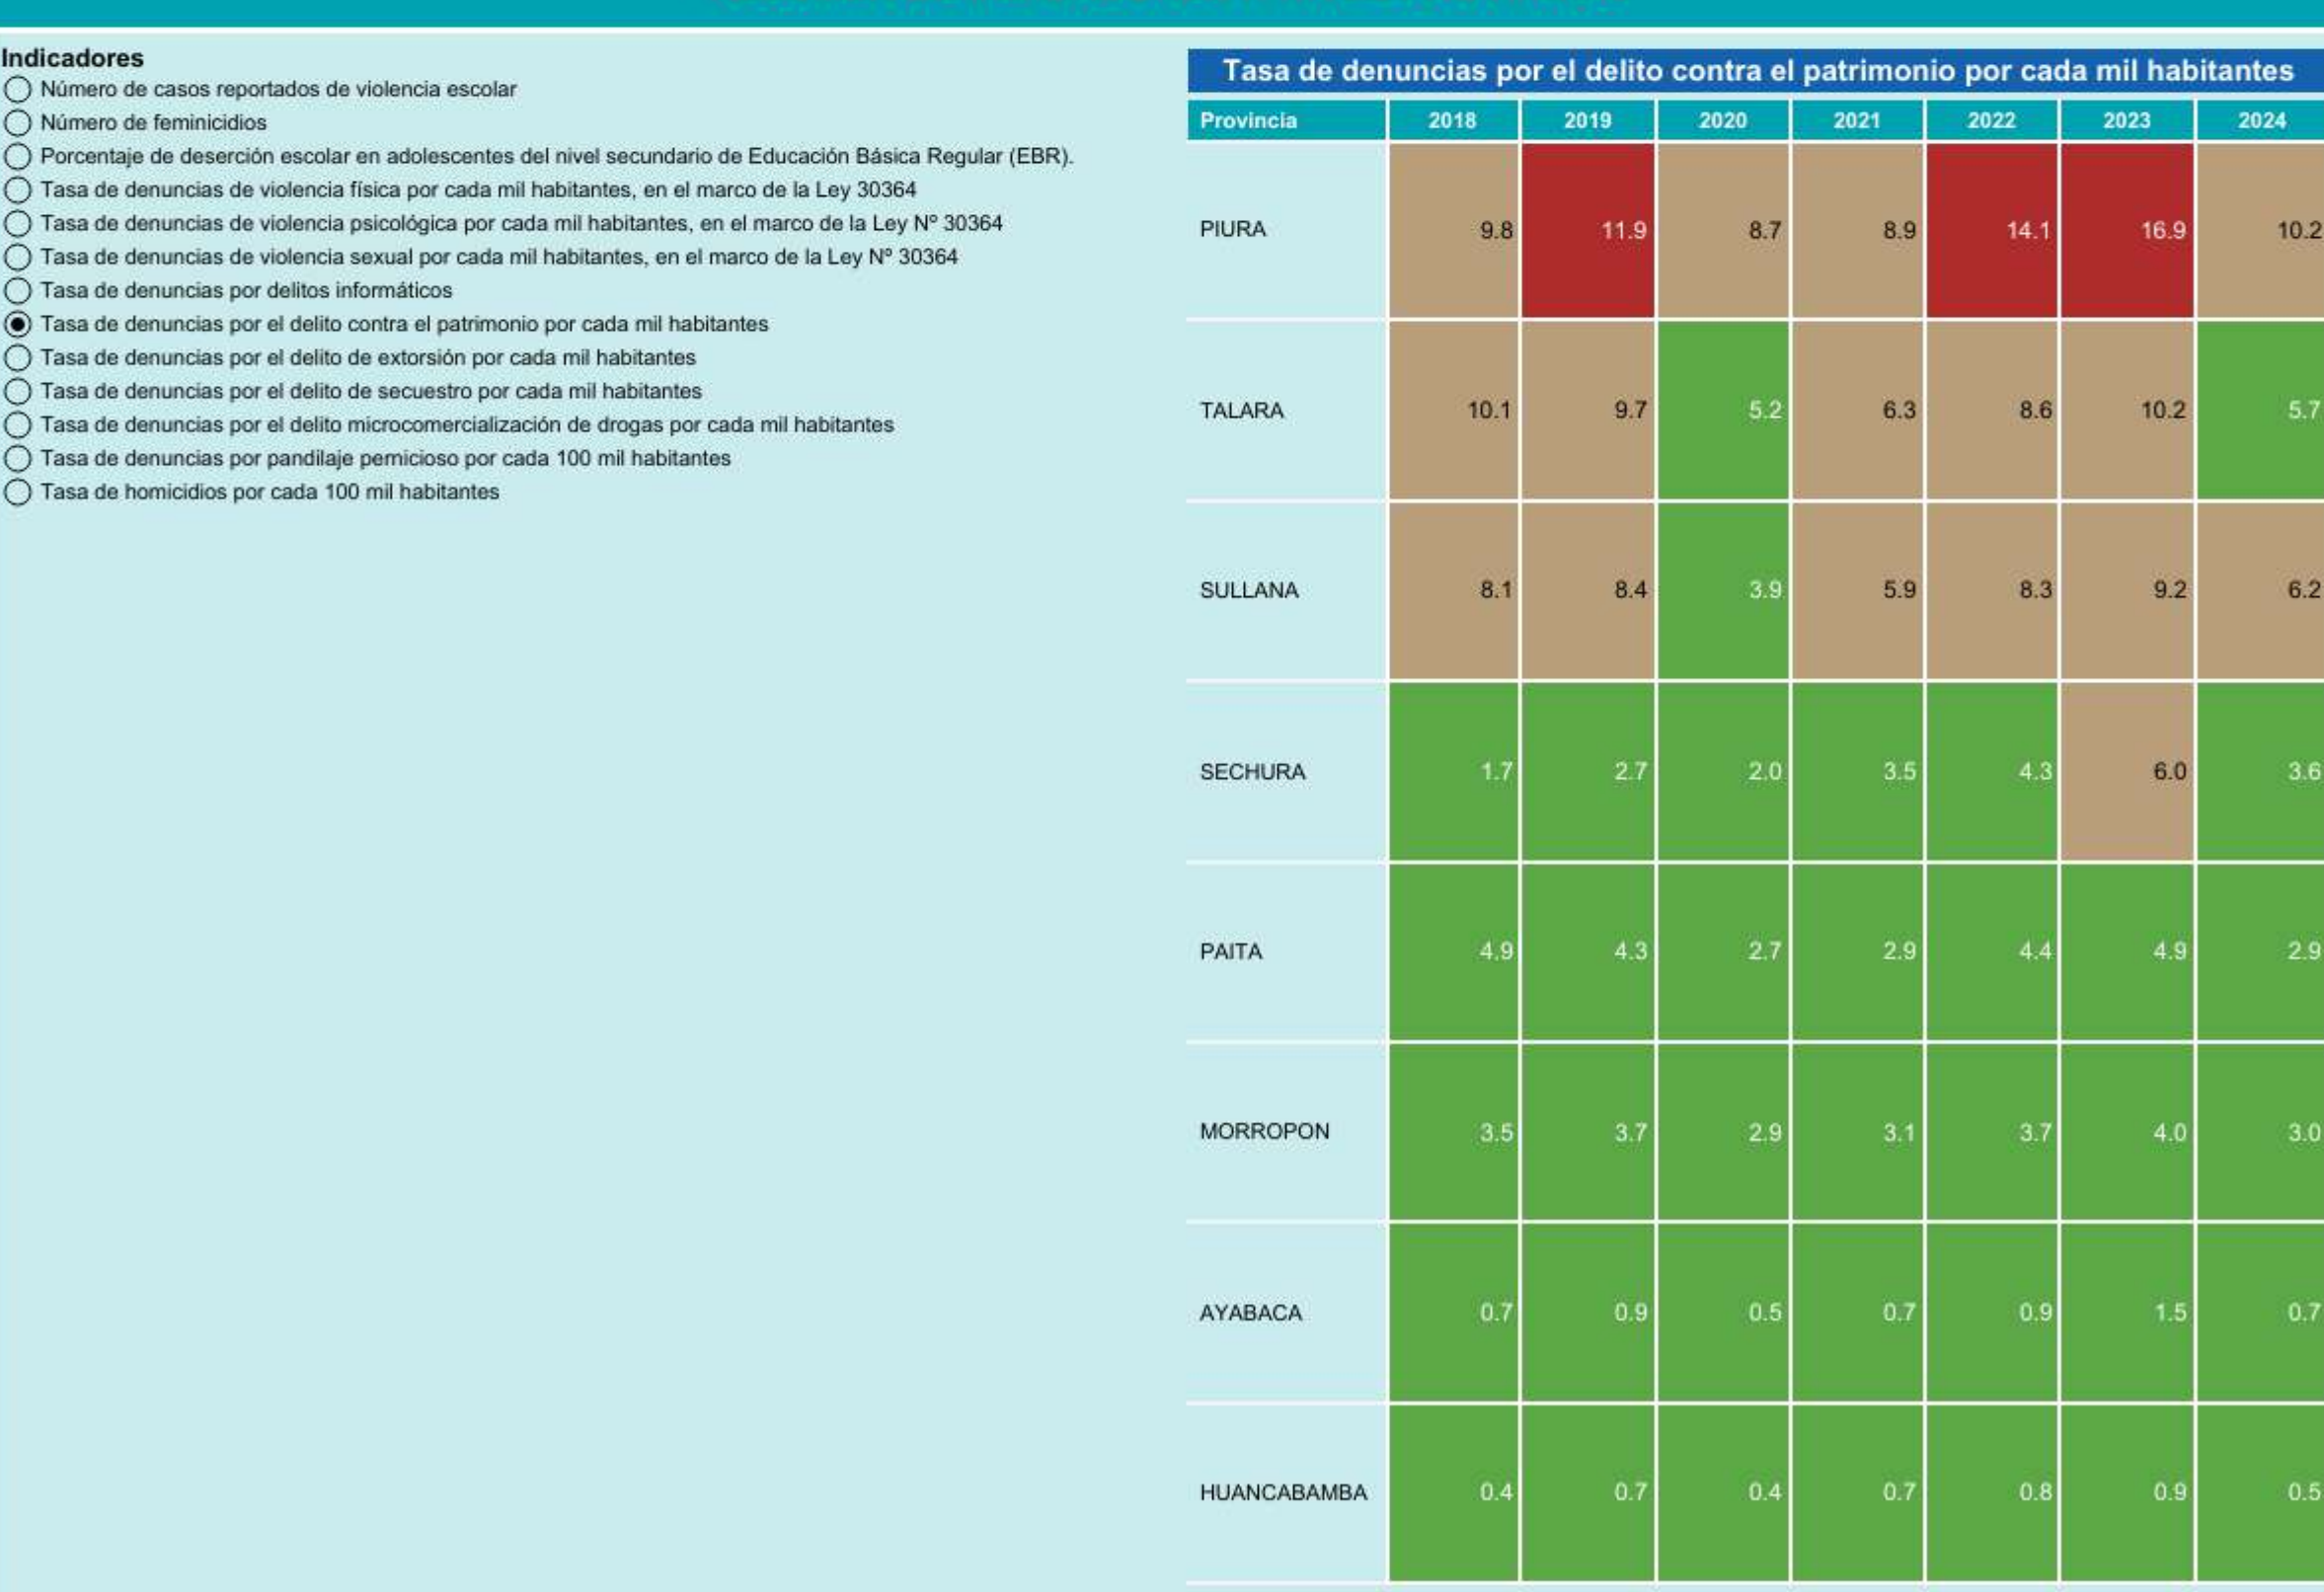 Indicadores
Número de casos reportados de violencia escolar
Número de feminicidios
Porcentaje de deserción escolar en adolescentes del nivel secundario de Educación Básica Regular (EBR).
Tasa de denuncias de violencia física por cada mil habitantes, en el marco de la Ley 30364
Tasa de denuncias de violencia psicológica por cada mil habitantes, en el marco de la Ley Nº 30364
Tasa de denuncias de violencia sexual por cada mil habitantes, en el marco de la Ley Nº 30364
Tasa de denuncias por delitos informáticos
Tasa de denuncias por el delito contra el patrimonio por cada mil habitantes
Tasa de denuncias por el delito de extorsión por cada mil habitantes
Tasa de denuncias por el delito de secuestro por cada mil habitantes
Tasa de denuncias por el delito microcomercialización de drogas por cada mil habitantes
Tasa de denuncias por pandilaje pernicioso por cada 100 mil habitantes
Tasa de homicidios por cada 100 mil habitantes
Tasa de denuncias por el delito contra el patrimonio por cada mil habitantes
Provincia 2018 2019 2020 2021 2022 2023 2024
PIURA 9.8 11.9 8.7 8.9 14.1 16.9 10.2
TALARA 10.1 9.7 5.2 6.3 8.6 10.2 5.7
SULLANA 8.1 8.4 3.9 5.9 8.3 9.2 6.2
SECHURA 1.7 2.7 2.0 3.5 4.3 6.0 3.6
PAITA 4.9 4.3 2.7 2.9 4.4 4.9 2.9
MORROPON 3.5 3.7 2.9 3.1 3.7 4.0 3.0
AYABACA 0.7 0.9 0.5 0.7 0.9 1.5 0.7
HUANCABAMBA 0.4 0.7 0.4 0.7 0.8 0.9 0.5